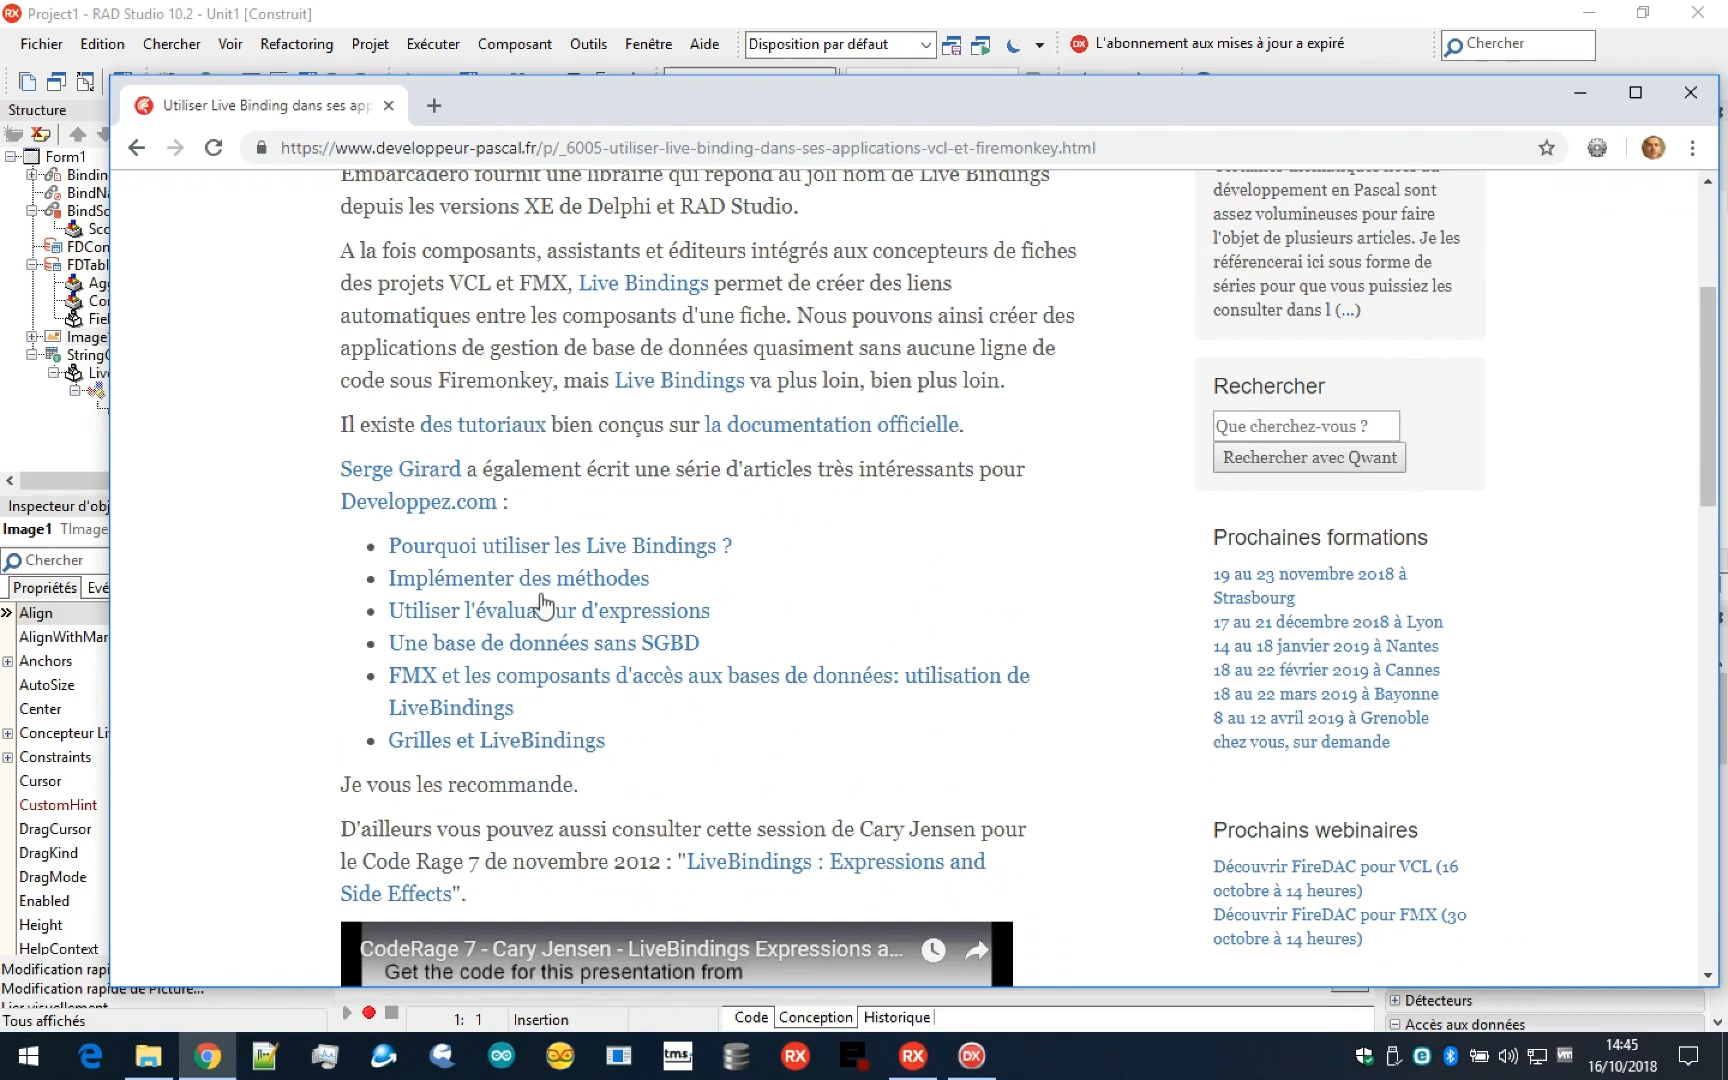 Project1 - RAD Studio 10.2 - Unit1 [Construit]
Fichier Edition Chercher Voir Refactoring Projet Exécuter Composant Outils Fenêtre Aide Disposition par défaut L'abonnement aux mises à jour a expiré Chercher
Structure
Form1
FDTabl
Image
Inspecteur d'obj
Image1 TImage
Chercher
Propriétés Evé
Align
AlignWithMar
Anchors
AutoSize
Center
Concepteur Li
Constraints
Cursor
CustomHint
DragCursor
DragKind
DragMode
Enabled
Height
HelpContext
Modification rapi
Modification rapide de Picture...
Tous affichés
Utiliser Live Binding dans ses app
https://www.developpeur-pascal.fr/p/_6005-utiliser-live-binding-dans-ses-applications-vcl-et-firemonkey.html
Embarcadero fournit une librairie qui répond au joli nom de Live Bindings
depuis les versions XE de Delphi et RAD Studio.
A la fois composants, assistants et éditeurs intégrés aux concepteurs de fiches
des projets VCL et FMX, Live Bindings permet de créer des liens
automatiques entre les composants d'une fiche. Nous pouvons ainsi créer des
applications de gestion de base de données quasiment sans aucune ligne de
code sous Firemonkey, mais Live Bindings va plus loin, bien plus loin.
Il existe des tutoriaux bien conçus sur la documentation officielle.
Serge Girard a également écrit une série d'articles très intéressants pour
Developpez.com :
Pourquoi utiliser les Live Bindings ?
Implémenter des méthodes
Utiliser l'évaluateur d'expressions
Une base de données sans SGBD
FMX et les composants d'accès aux bases de données: utilisation de
LiveBindings
Grilles et LiveBindings
Je vous les recommande.
D'ailleurs vous pouvez aussi consulter cette session de Cary Jensen pour
le Code Rage 7 de novembre 2012 : "LiveBindings : Expressions and
Side Effects".
CodeRage 7 - Cary Jensen - LiveBindings Expressions a...
Get the code for this presentation from
développement en Pascal sont
assez volumineuses pour faire
l'objet de plusieurs articles. Je les
référencerai ici sous forme de
séries pour que vous puissiez les
consulter dans l (...)
Rechercher
Que cherchez-vous ?
Rechercher avec Qwant
Prochaines formations
19 au 23 novembre 2018 à
Strasbourg
17 au 21 décembre 2018 à Lyon
14 au 18 janvier 2019 à Nantes
18 au 22 février 2019 à Cannes
18 au 22 mars 2019 à Bayonne
8 au 12 avril 2019 à Grenoble
chez vous, sur demande
Prochains webinaires
Découvrir FireDAC pour VCL (16
octobre à 14 heures)
Découvrir FireDAC pour FMX (30
octobre à 14 heures)
1: 1 Insertion Code Conception Historique
Détecteurs
Accès aux données
tms
14:45
16/10/2018